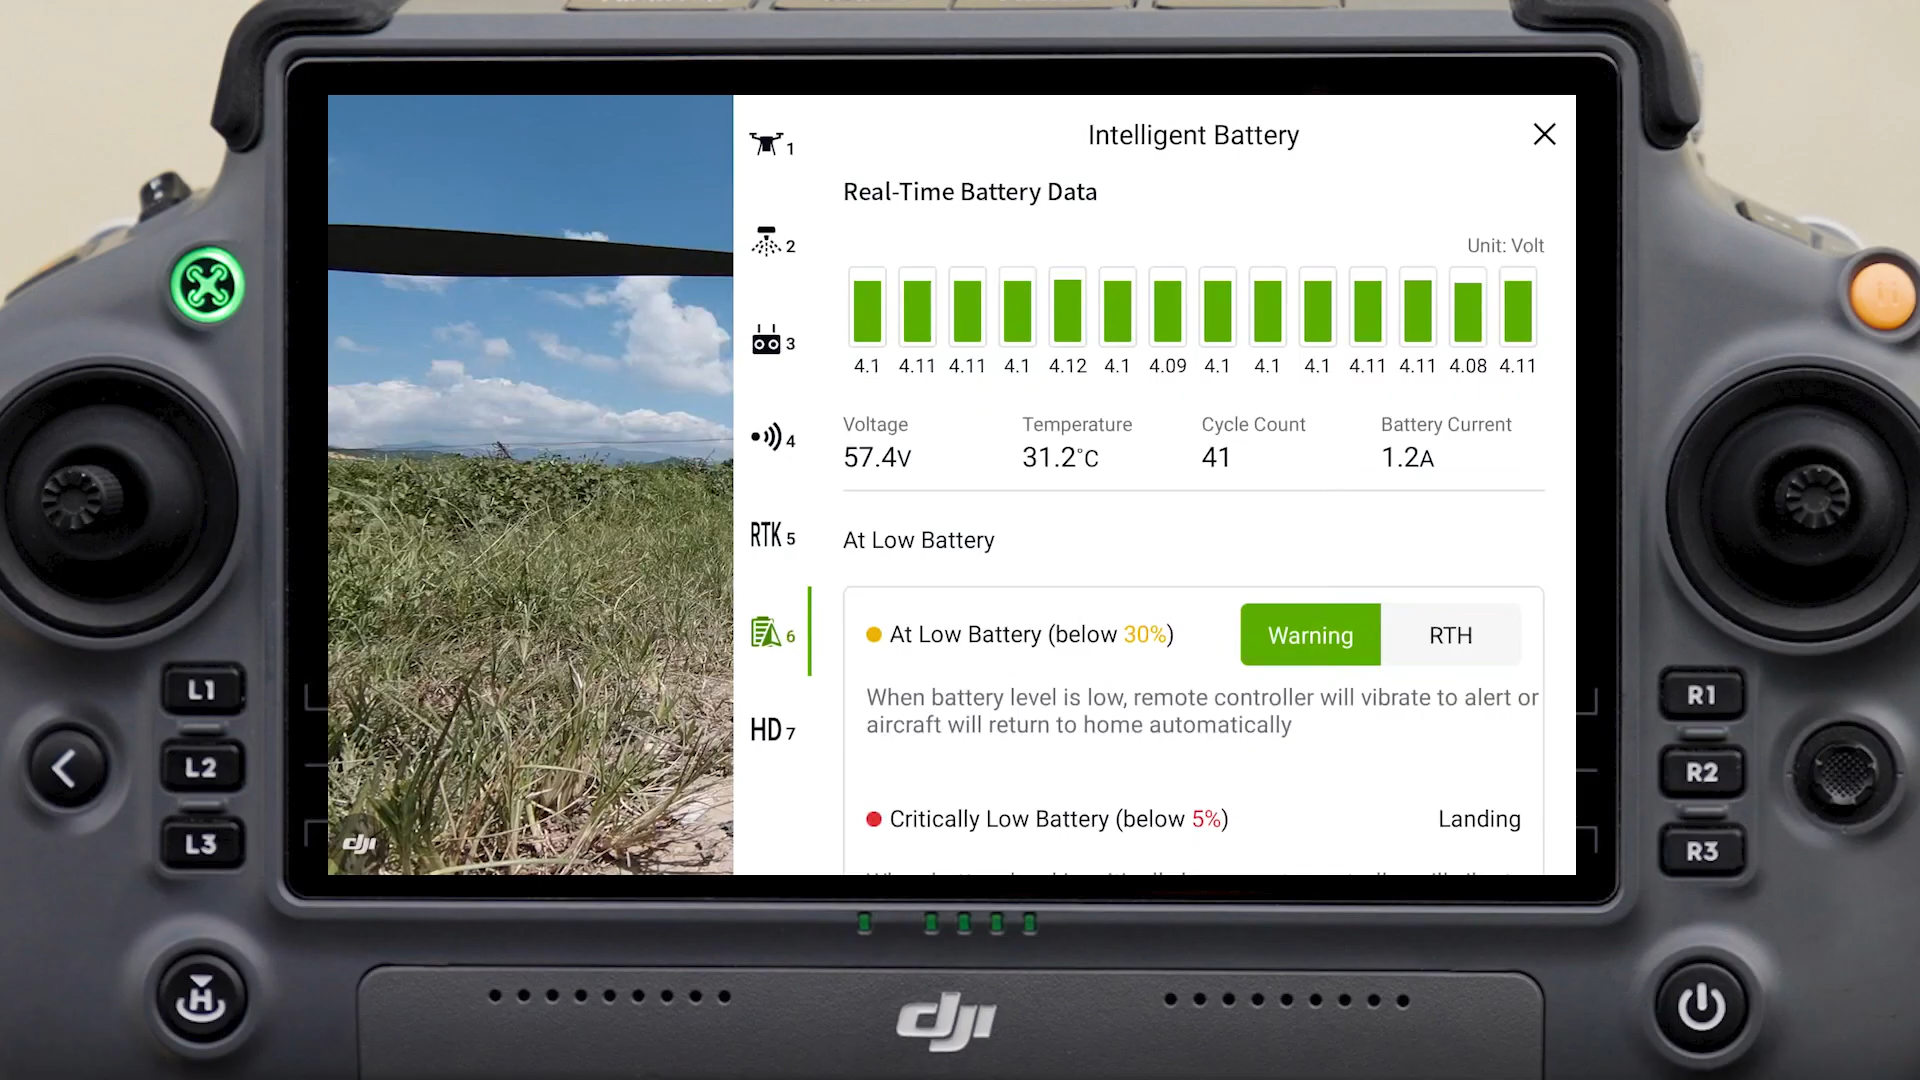 Intelligent Battery
Real-Time Battery Data
Unit: Volt
4.1 4.11 4.11 4.1 4.12 4.1 4.09 4.1 4.1 4.1 4.11 4.11 4.08 4.11
Voltage Temperature Cycle Count Battery Current
57.4V 31.2°C 41 1.2A
At Low Battery
At Low Battery (below 30%) Warning RTH
When battery level is low, remote controller will vibrate to alert or
aircraft will return to home automatically
Critically Low Battery (below 5%) Landing
1
2
3
4
RTK 5
6
HD 7
dji
L1
L2
L3
R1
R2
R3
H
dji